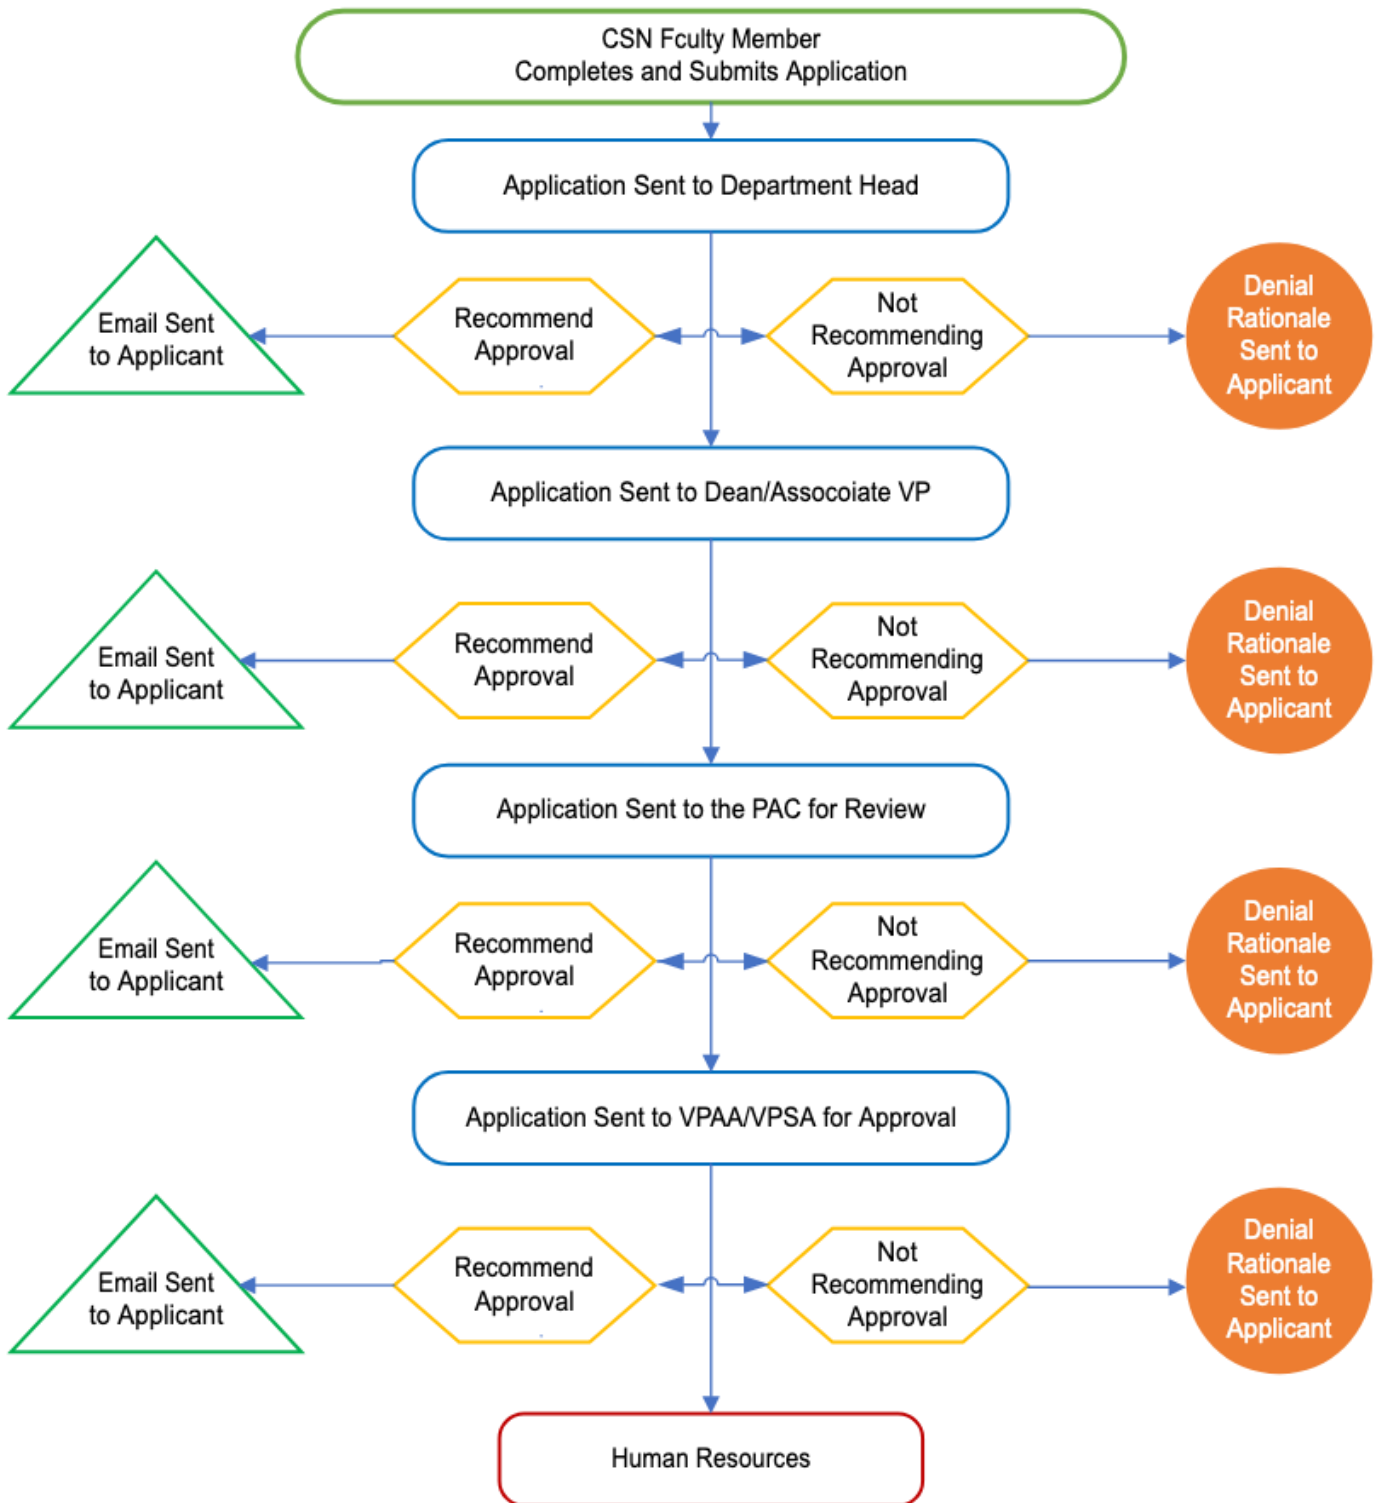 CSN Fculty Member
Completes and Submits Application
Application Sent to Department Head
Email Sent
to Applicant
Recommend
Approval
Not
Recommending
Approval
Denial
Rationale
Sent to
Applicant
Application Sent to Dean/Assocoiate VP
Email Sent
to Applicant
Recommend
Approval
Not
Recommending
Approval
Denial
Rationale
Sent to
Applicant
Application Sent to the PAC for Review
Email Sent
to Applicant
Recommend
Approval
Not
Recommending
Approval
Denial
Rationale
Sent to
Applicant
Application Sent to VPAA/VPSA for Approval
Email Sent
to Applicant
Recommend
Approval
Not
Recommending
Approval
Denial
Rationale
Sent to
Applicant
Human Resources